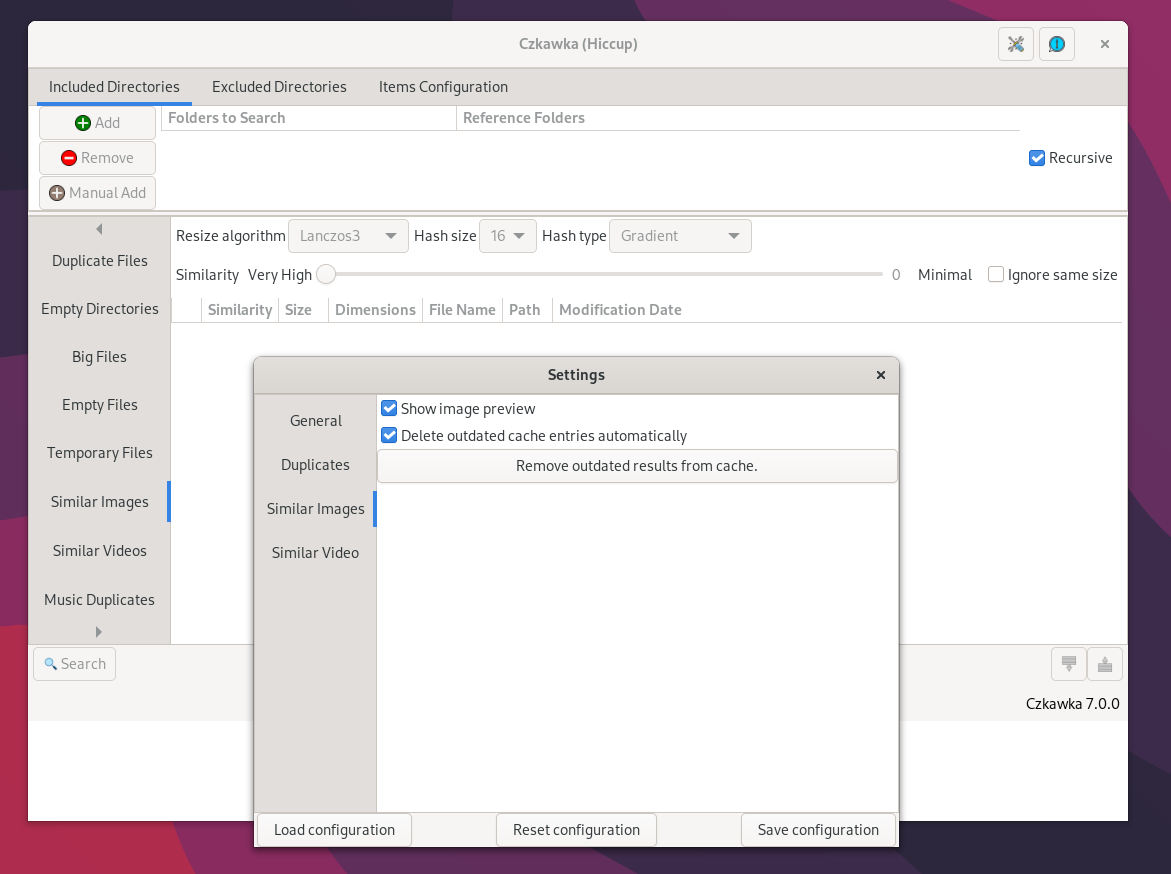 Czkawka (Hiccup)
Included Directories Excluded Directories Items Configuration
Add
Remove
Manual Add
Folders to Search Reference Folders
Recursive
Duplicate Files
Empty Directories
Big Files
Empty Files
Temporary Files
Similar Images
Similar Videos
Music Duplicates
Resize algorithm Lanczos3 Hash size 16 Hash type Gradient
Similarity Very High 0 Minimal Ignore same size
Similarity Size Dimensions File Name Path Modification Date
Settings
General
Duplicates
Similar Images
Similar Video
Show image preview
Delete outdated cache entries automatically
Remove outdated results from cache.
Load configuration Reset configuration Save configuration
Search
Czkawka 7.0.0